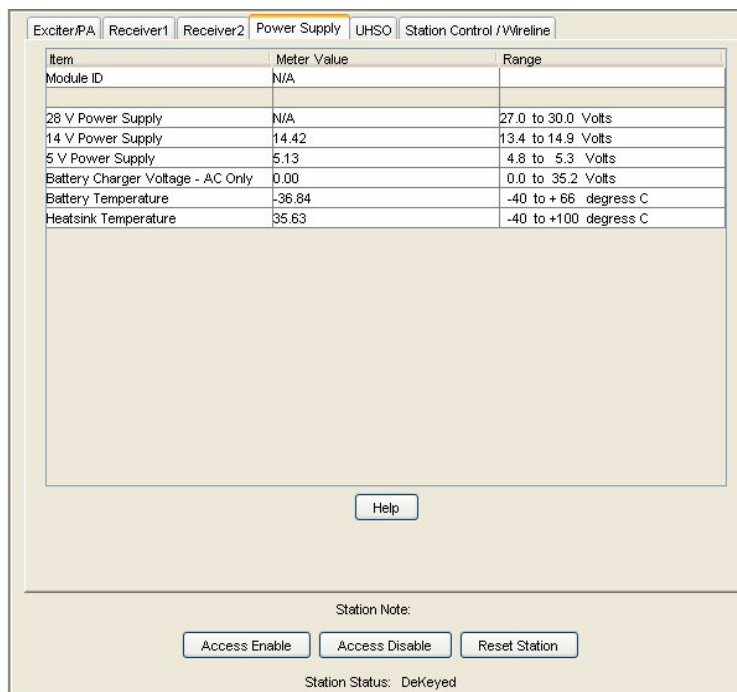 Exciter/PA Receiver1 Receiver2 Power Supply UHSO Station Control / Wireline
Item Meter Value Range
Module ID N/A
28 V Power Supply N/A 27.0 to 30.0 Volts
14 V Power Supply 14.42 13.4 to 14.9 Volts
5 V Power Supply 5.13 4.8 to 5.3 Volts
Battery Charger Voltage - AC Only 0.00 0.0 to 35.2 Volts
Battery Temperature -36.84 -40 to + 66 degress C
Heatsink Temperature 35.63 -40 to +100 degress C
Help
Station Note:
Access Enable Access Disable Reset Station
Station Status: DeKeyed